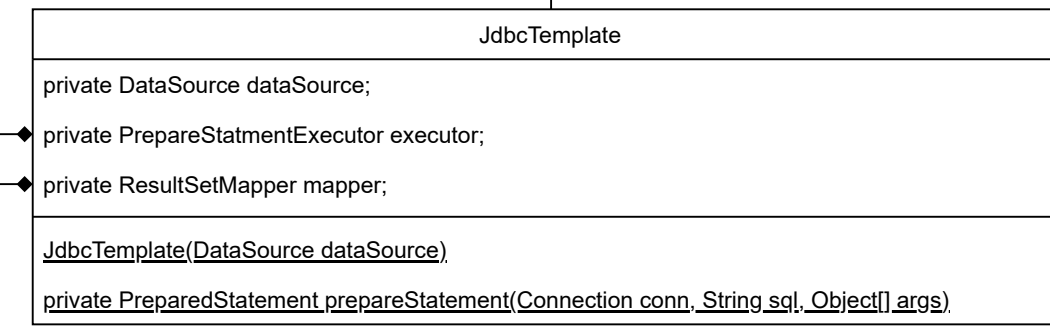 JdbcTemplate
private DataSource dataSource;
private PrepareStatmentExecutor executor;
private ResultSetMapper mapper;
JdbcTemplate(DataSource dataSource)
private PreparedStatement prepareStatement(Connection conn, String sql, Object[] args)